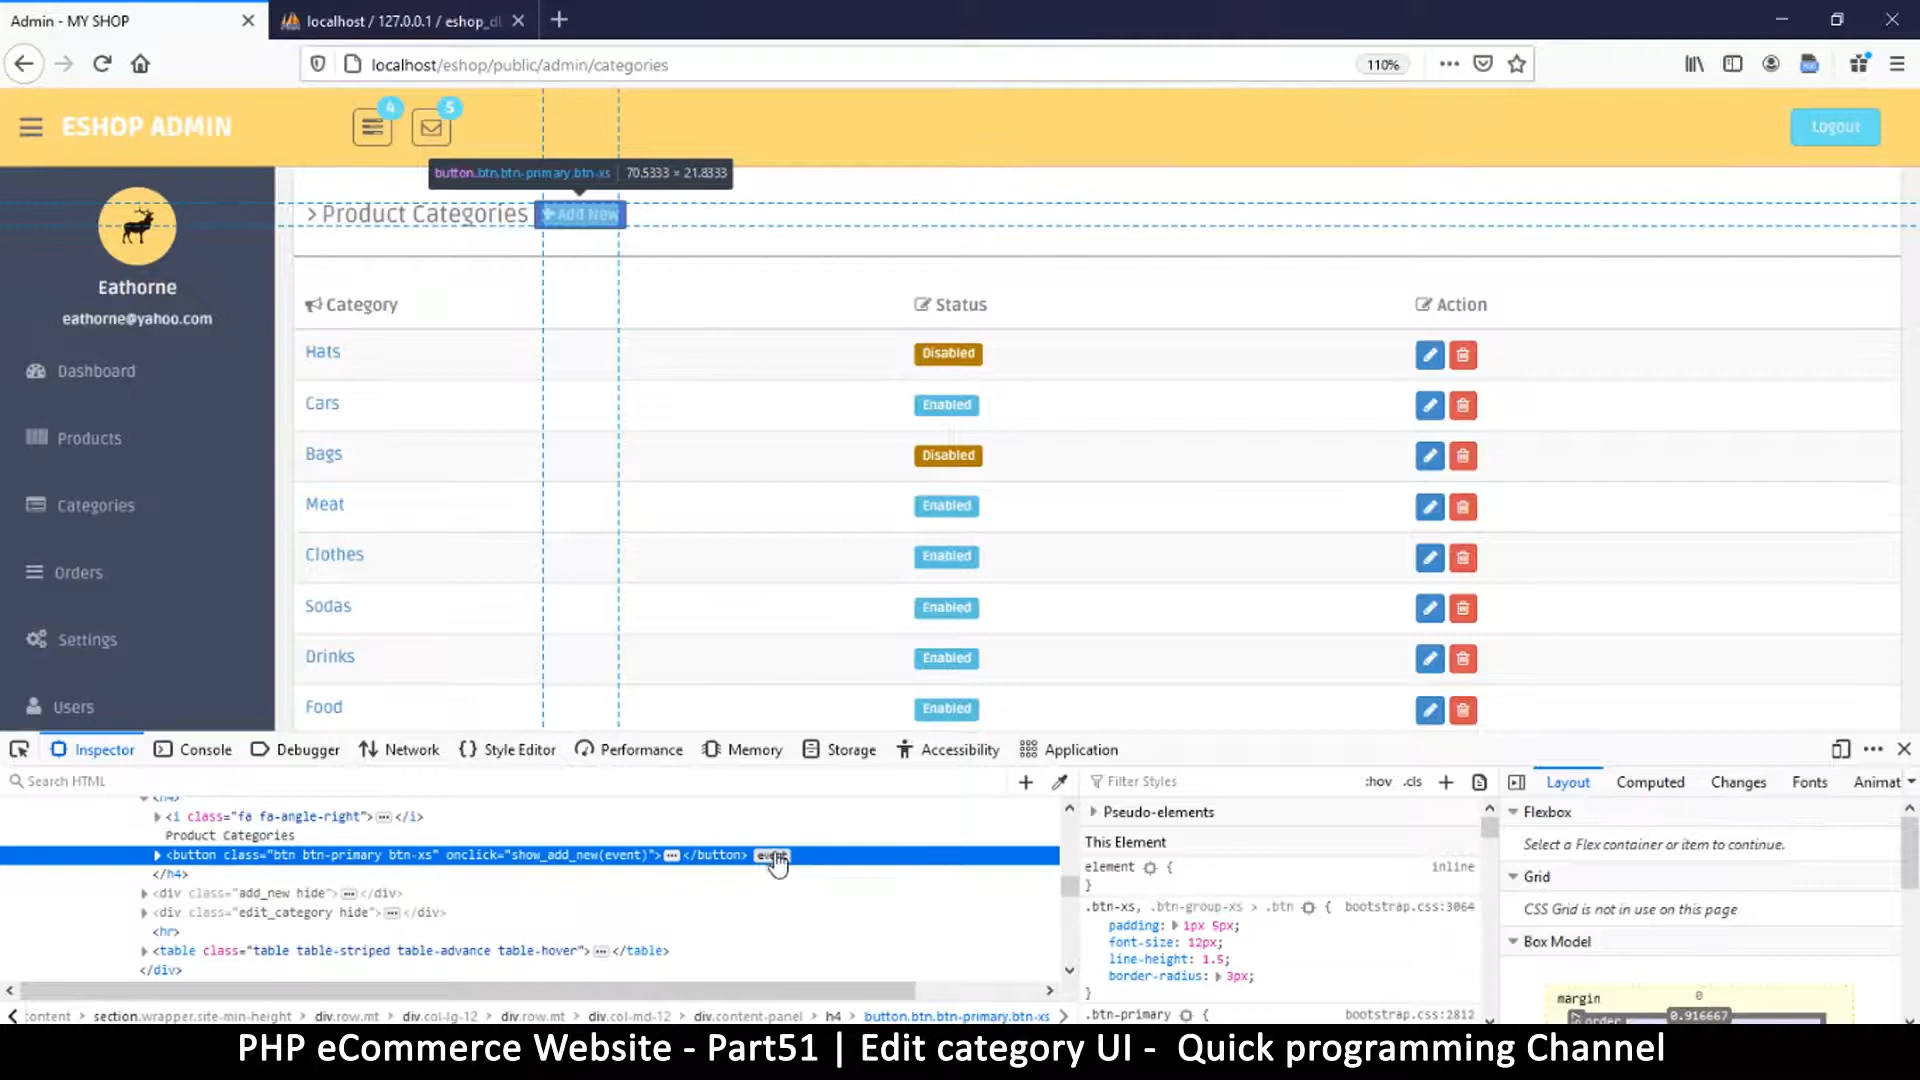 Admin - MY SHOP
localhost / 127.0.0.1 / eshop_d
localhost/eshop/public/admin/categories
110%
ESHOP ADMIN
4
5
Logout
button.btn.btn-primary.btn-xs
70.5333 × 21.8333
Product Categories
Add New
Eathorne
eathorne@yahoo.com
Dashboard
Products
Categories
Orders
Settings
Users
Category Status Action
Hats Disabled
Cars Enabled
Bags Disabled
Meat Enabled
Clothes Enabled
Sodas Enabled
Drinks Enabled
Food Enabled
Inspector Console Debugger Network Style Editor Performance Memory Storage Accessibility Application
Search HTML
<i class="fa fa-angle-right"> </i>
Product Categories
<button class="btn btn-primary btn-xs" onclick="show_add_new(event)"> </button>
</h4>
<div class="add_new hide"> </div>
<div class="edit_category hide"> </div>
<hr>
<table class="table table-striped table-advance table-hover"> </table>
</div>
Filter Styles :hov .cls
Pseudo-elements
This Element
element { inline
}
.btn-xs, .btn-group-xs > .btn { bootstrap.css:3064
padding: 1px 5px;
font-size: 12px;
line-height: 1.5;
border-radius: 3px;
}
.btn-primary { bootstrap.css:2812
Layout Computed Changes Fonts Animat
Flexbox
Select a Flex container or item to continue.
Grid
CSS Grid is not in use on this page
Box Model
margin 0
0.916667
content section.wrapper.site-min-height div.row.mt div.col-lg-12 div.row.mt div.col-md-12 div.content-panel h4 button.btn.btn-primary.btn-xs
PHP eCommerce Website - Part51 | Edit category UI - Quick programming Channel